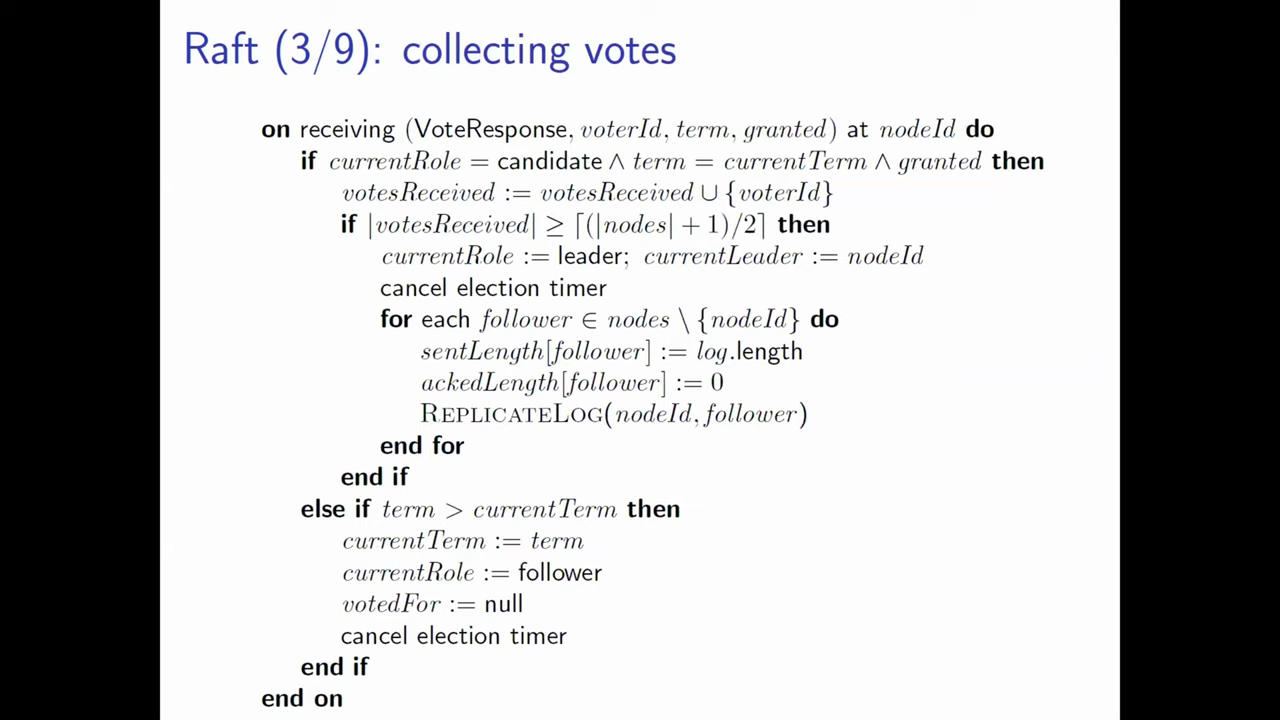 Raft (3/9): collecting votes
on receiving (VoteResponse, voterId, term, granted) at nodeId do
if currentRole = candidate ∧ term = currentTerm ∧ granted then
votesReceived := votesReceived ∪ {voterId}
if |votesReceived| ≥ ⌈(|nodes| + 1)/2⌉ then
currentRole := leader; currentLeader := nodeId
cancel election timer
for each follower ∈ nodes \ {nodeId} do
sentLength[follower] := log.length
ackedLength[follower] := 0
REPLICATELOG(nodeId, follower)
end for
end if
else if term > currentTerm then
currentTerm := term
currentRole := follower
votedFor := null
cancel election timer
end if
end on